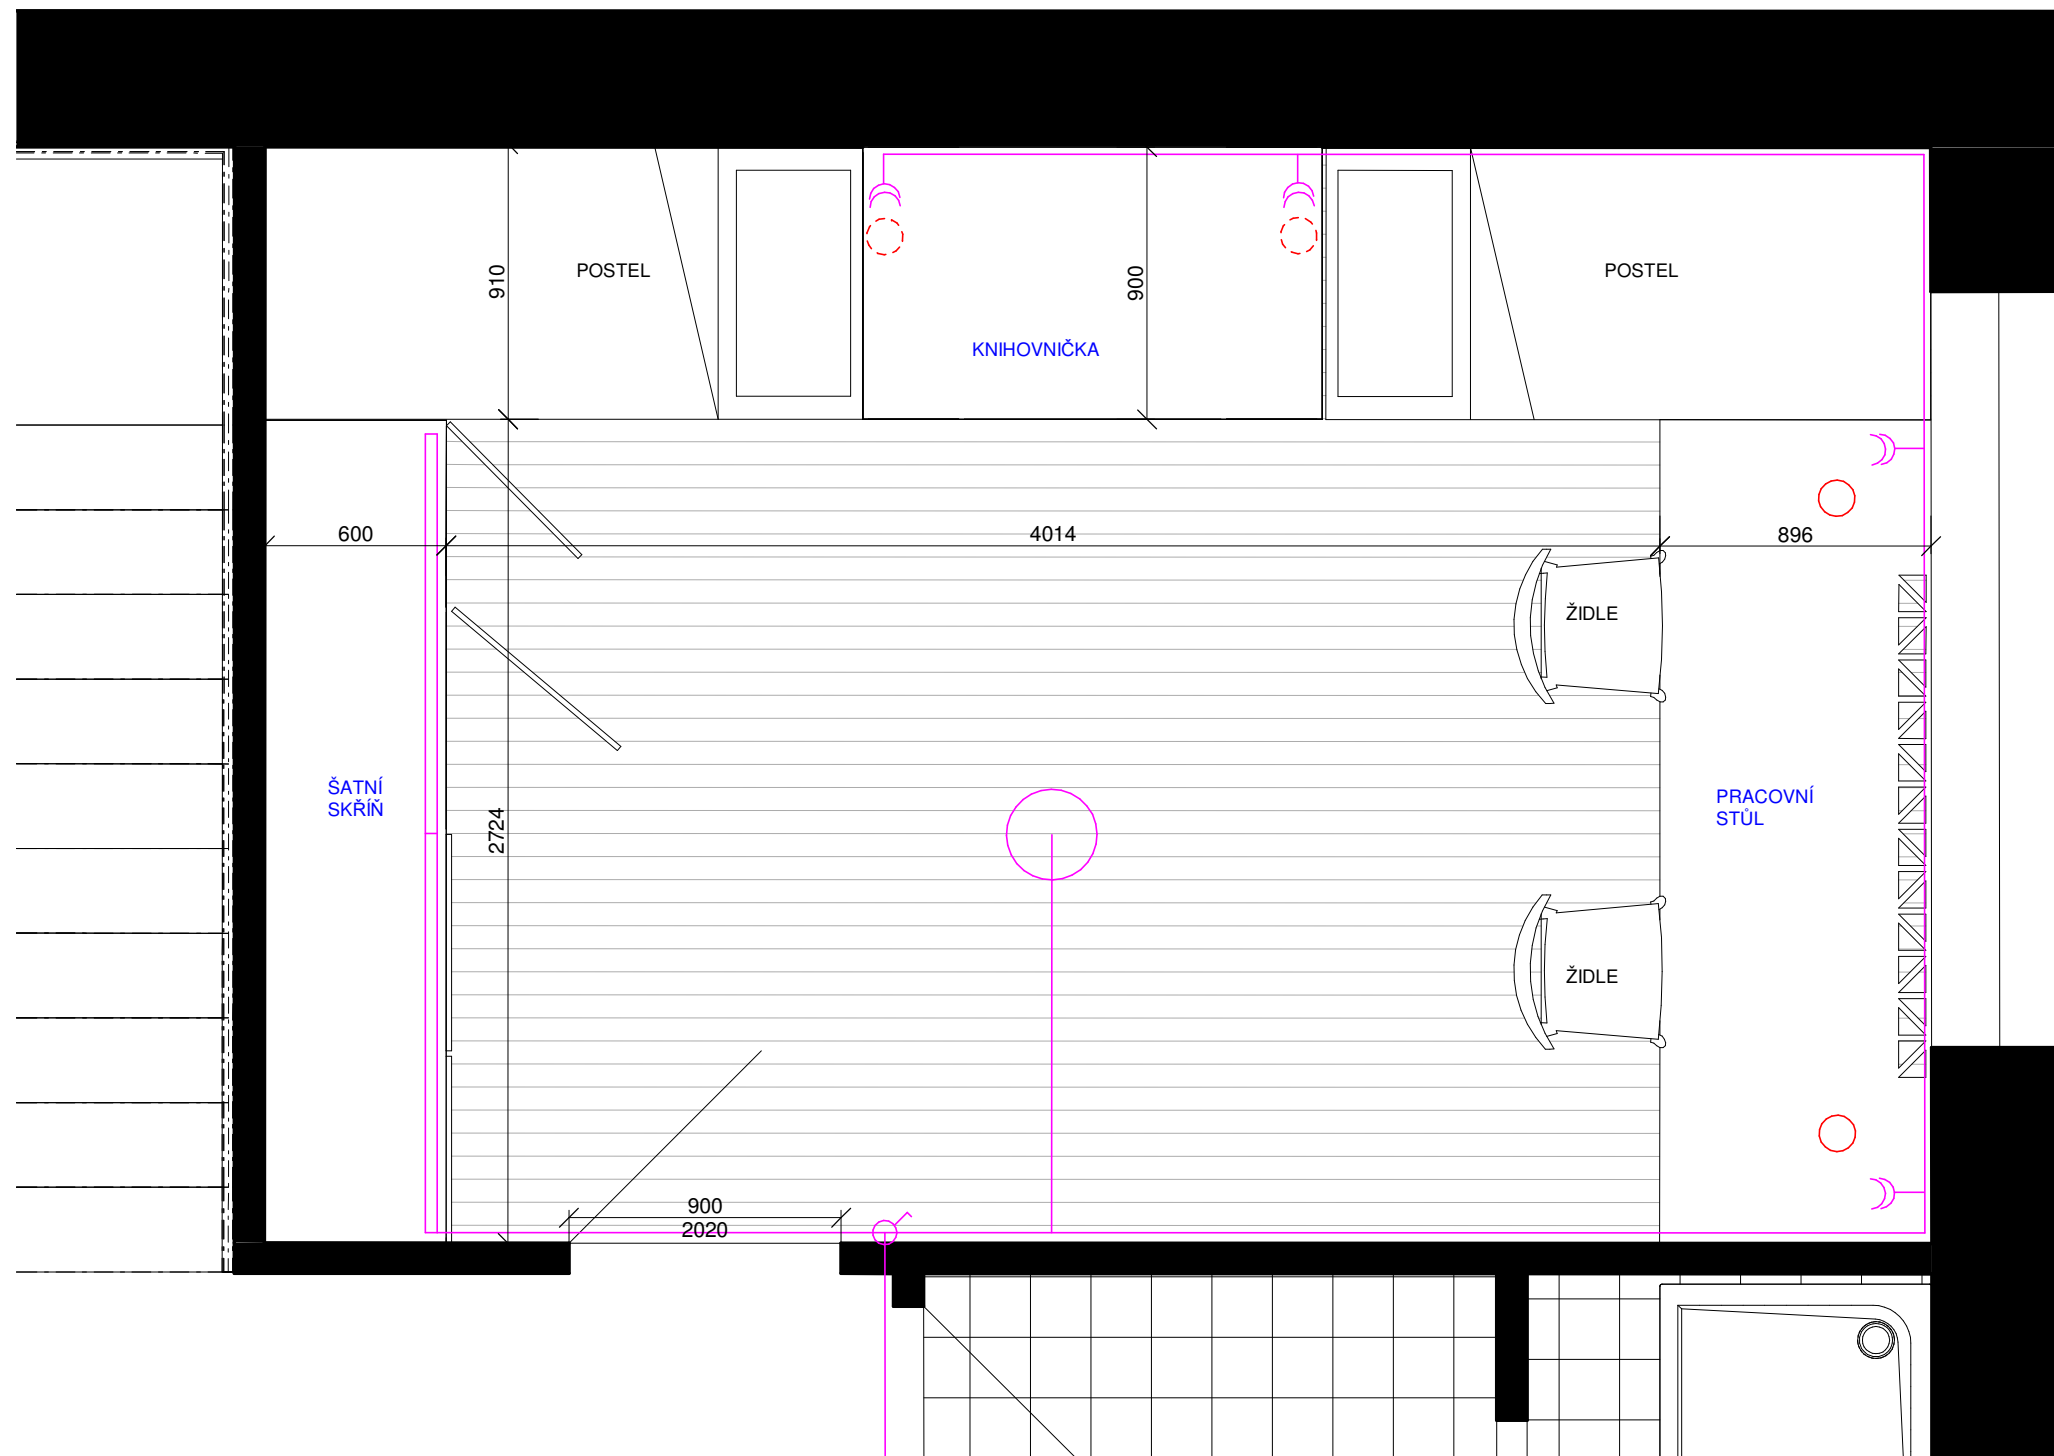 910
POSTEL
900
POSTEL
KNIHOVNIČKA
600
4014
896
ŽIDLE
ŠATNÍ
SKŘÍŇ
2724
PRACOVNÍ
STŮL
ŽIDLE
900
2020